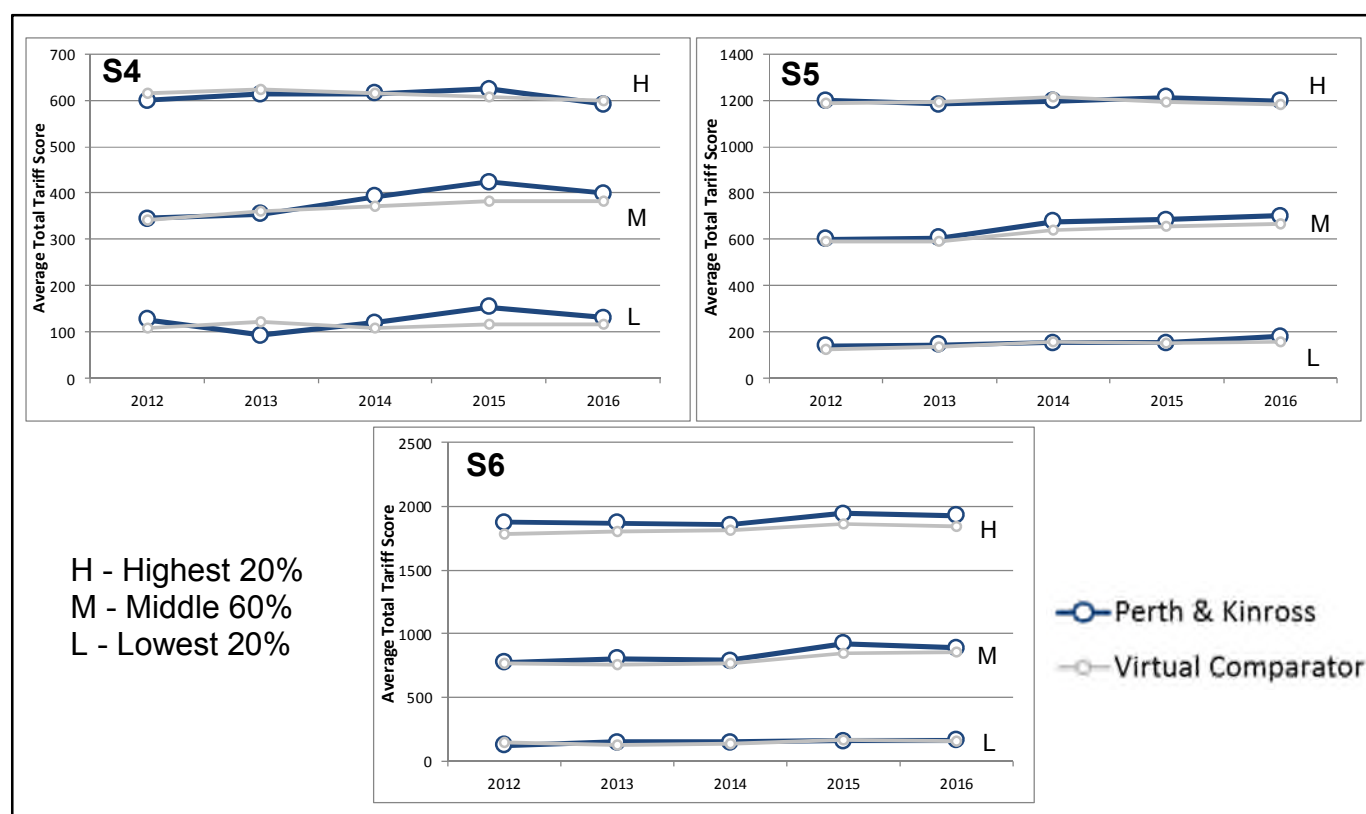 S4
Average Total Tariff Score
700
600
500
400
300
200
100
0
2012 2013 2014 2015 2016
H
M
L
S5
Average Total Tariff Score
1400
1200
1000
800
600
400
200
0
2012 2013 2014 2015 2016
H
M
L
S6
Average Total Tariff Score
2500
2000
1500
1000
500
0
2012 2013 2014 2015 2016
H
M
L
H - Highest 20%
M - Middle 60%
L - Lowest 20%
Perth & Kinross
Virtual Comparator